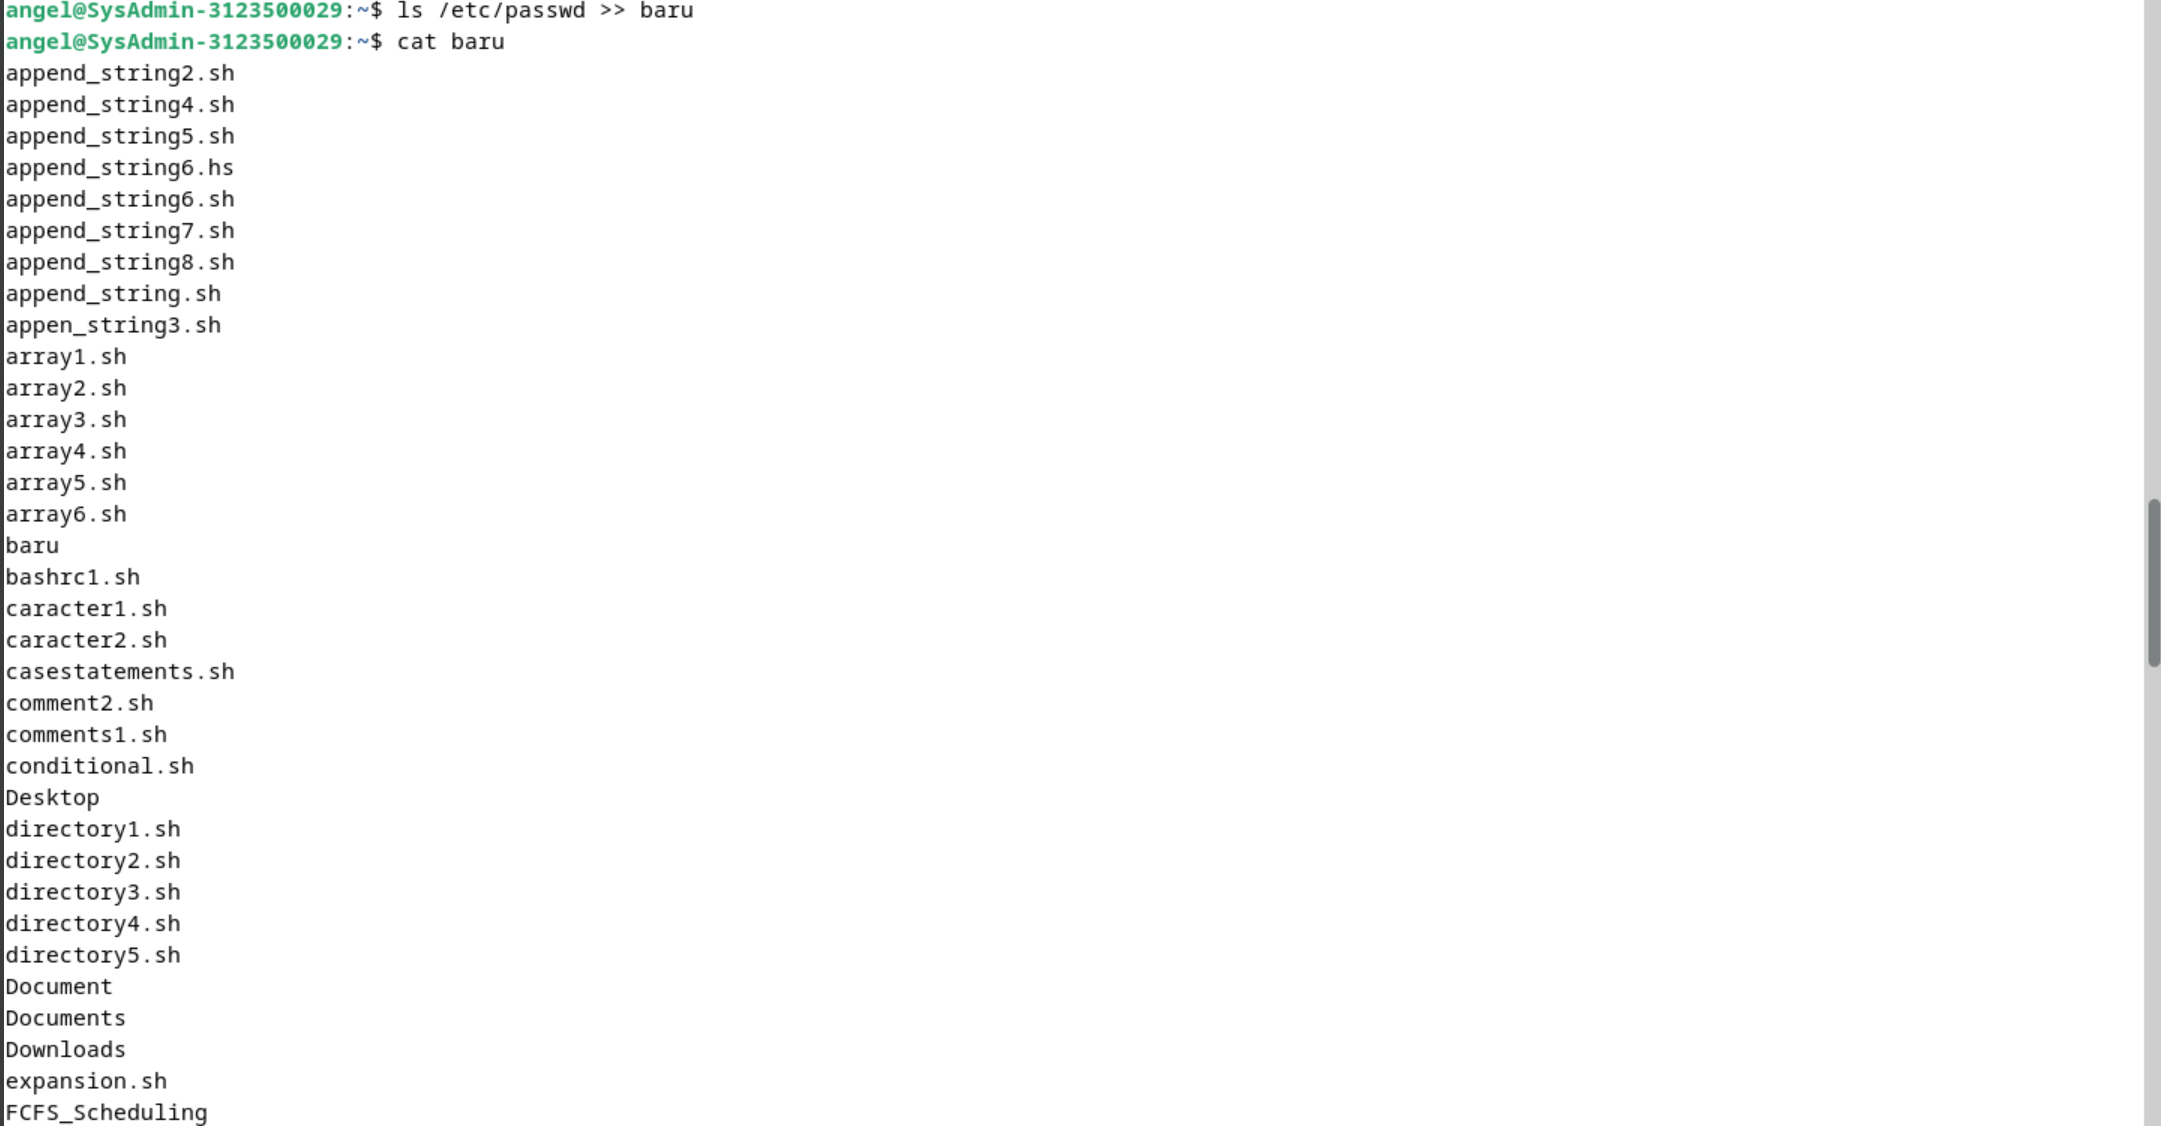 angel@SysAdmin-3123500029:~$ ls /etc/passwd >> baru
angel@SysAdmin-3123500029:~$ cat baru
append_string2.sh
append_string4.sh
append_string5.sh
append_string6.hs
append_string6.sh
append_string7.sh
append_string8.sh
append_string.sh
appen_string3.sh
array1.sh
array2.sh
array3.sh
array4.sh
array5.sh
array6.sh
baru
bashrc1.sh
caracter1.sh
caracter2.sh
casestatements.sh
comment2.sh
comments1.sh
conditional.sh
Desktop
directory1.sh
directory2.sh
directory3.sh
directory4.sh
directory5.sh
Document
Documents
Downloads
expansion.sh
FCFS_Scheduling